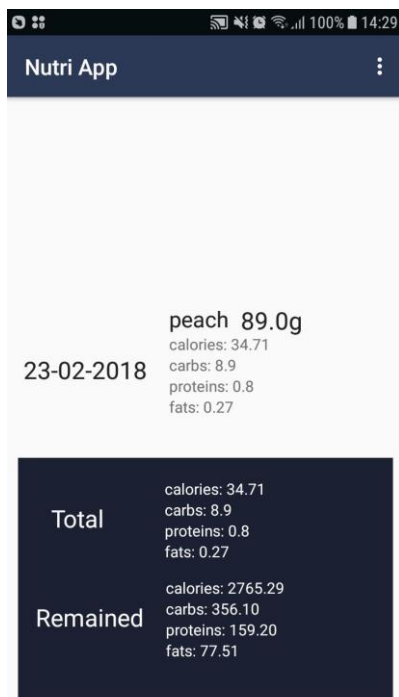 100% 14:29
Nutri App
peach 89.0g
calories: 34.71
carbs: 8.9
proteins: 0.8
fats: 0.27
23-02-2018
Total
calories: 34.71
carbs: 8.9
proteins: 0.8
fats: 0.27
Remained
calories: 2765.29
carbs: 356.10
proteins: 159.20
fats: 77.51